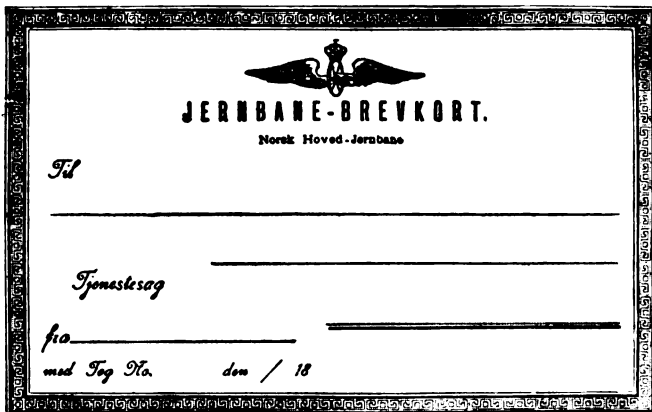 JERNBANE-BREVKORT.
Norsk Hoved-Jernbane
Til
Tjenestesag
fra
med Tog No. den / 18